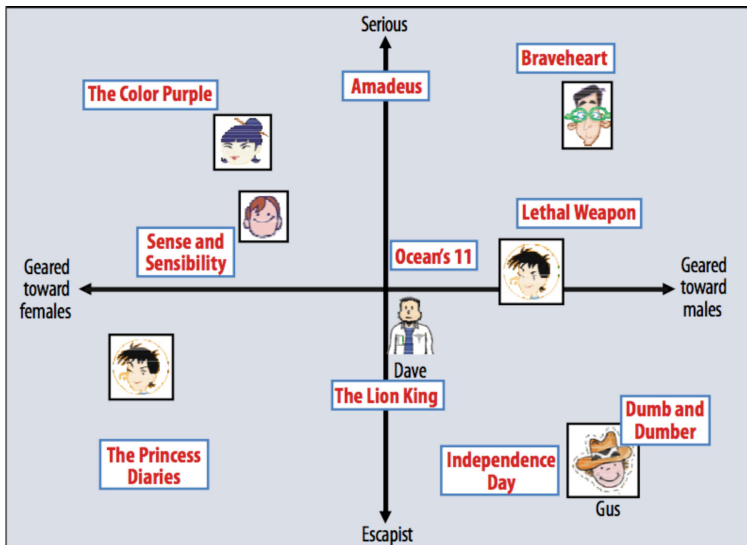 Serious
Braveheart
Amadeus
The Color Purple
Lethal Weapon
Sense and
Sensibility
Ocean's 11
Geared
toward
females
Geared
toward
males
Dave
The Lion King
Dumb and
Dumber
The Princess
Diaries
Independence
Day
Gus
Escapist